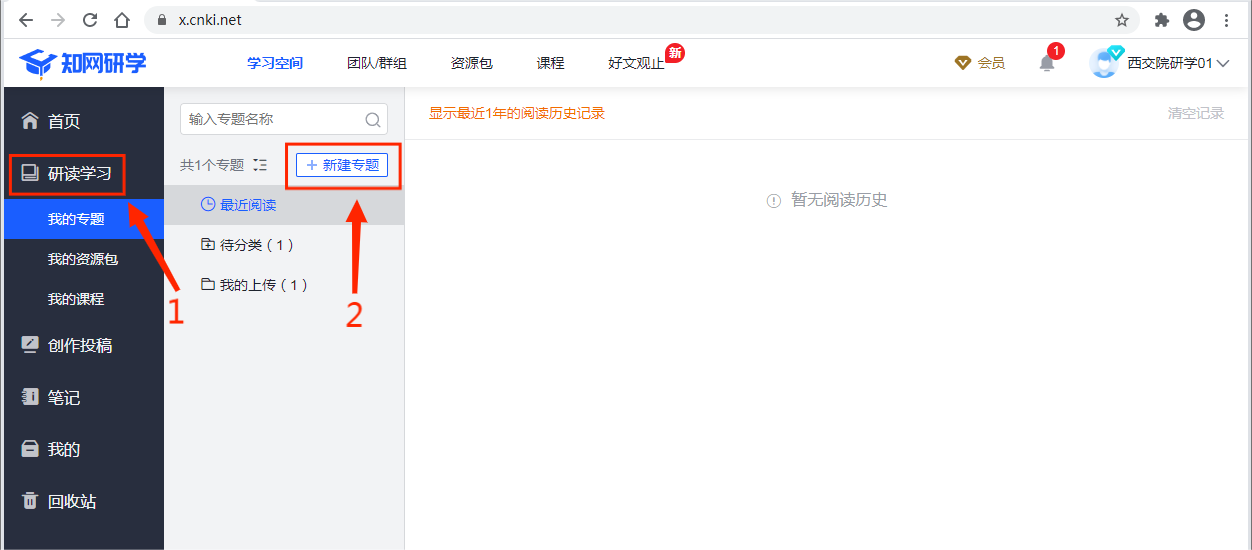 x.cnki.net
知网研学
学习空间
团队/群组
资源包
课程
好文观止
新
会员
1
西交院研学01
首页
研读学习
我的专题
我的资源包
我的课程
创作投稿
笔记
我的
回收站
输入专题名称
共1个专题
+ 新建专题
最近阅读
待分类（1）
我的上传（1）
1
2
显示最近1年的阅读历史记录
清空记录
暂无阅读历史